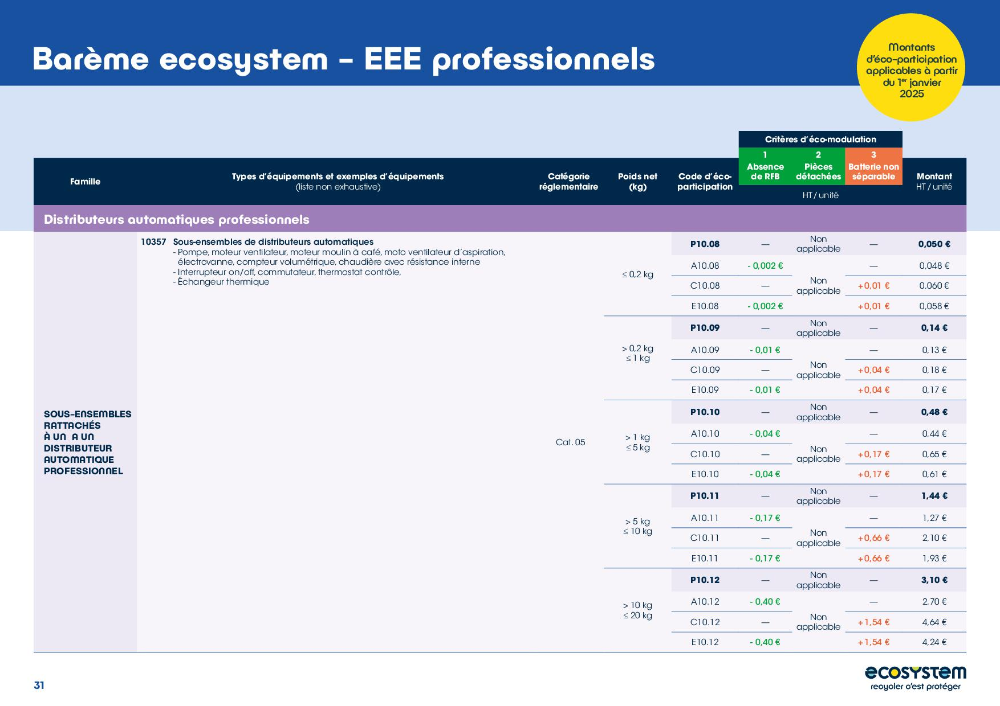 Barème ecosystem – EEE professionnels
Montants
d'éco-participation
applicables à partir
du 1er janvier
2025
Critères d'éco-modulation
Famille
Types d'équipements et exemples d'équipements
(liste non exhaustive)
Catégorie
réglementaire
Poids net
(kg)
Code d'éco-
participation
1
Absence
de RFB
2
Pièces
détachées
3
Batterie non
séparable
HT / unité
Montant
HT / unité
Distributeurs automatiques professionnels
SOUS-ENSEMBLES
RATTACHÉS
À UN  A UN
DISTRIBUTEUR
AUTOMATIQUE
PROFESSIONNEL
10357 Sous-ensembles de distributeurs automatiques
- Pompe, moteur ventilateur, moteur moulin à café, moto ventilateur d'aspiration,
électrovanne, compteur volumétrique, chaudière avec résistance interne
- Interrupteur on/off, commutateur, thermostat contrôle,
- Échangeur thermique
Cat. 05
≤ 0,2 kg
P10.08 — Non applicable — 0,050 €
A10.08 - 0,002 € — 0,048 €
C10.08 — Non applicable +0,01 € 0,060 €
E10.08 - 0,002 € +0,01 € 0,058 €
> 0,2 kg
≤ 1 kg
P10.09 — Non applicable — 0,14 €
A10.09 - 0,01 € — 0,13 €
C10.09 — Non applicable +0,04 € 0,18 €
E10.09 - 0,01 € +0,04 € 0,17 €
> 1 kg
≤ 5 kg
P10.10 — Non applicable — 0,48 €
A10.10 - 0,04 € — 0,44 €
C10.10 — Non applicable +0,17 € 0,65 €
E10.10 - 0,04 € +0,17 € 0,61 €
> 5 kg
≤ 10 kg
P10.11 — Non applicable — 1,44 €
A10.11 - 0,17 € — 1,27 €
C10.11 — Non applicable +0,66 € 2,10 €
E10.11 - 0,17 € +0,66 € 1,93 €
> 10 kg
≤ 20 kg
P10.12 — Non applicable — 3,10 €
A10.12 - 0,40 € — 2,70 €
C10.12 — Non applicable +1,54 € 4,64 €
E10.12 - 0,40 € +1,54 € 4,24 €
31
ecosystem
recycler c'est protéger